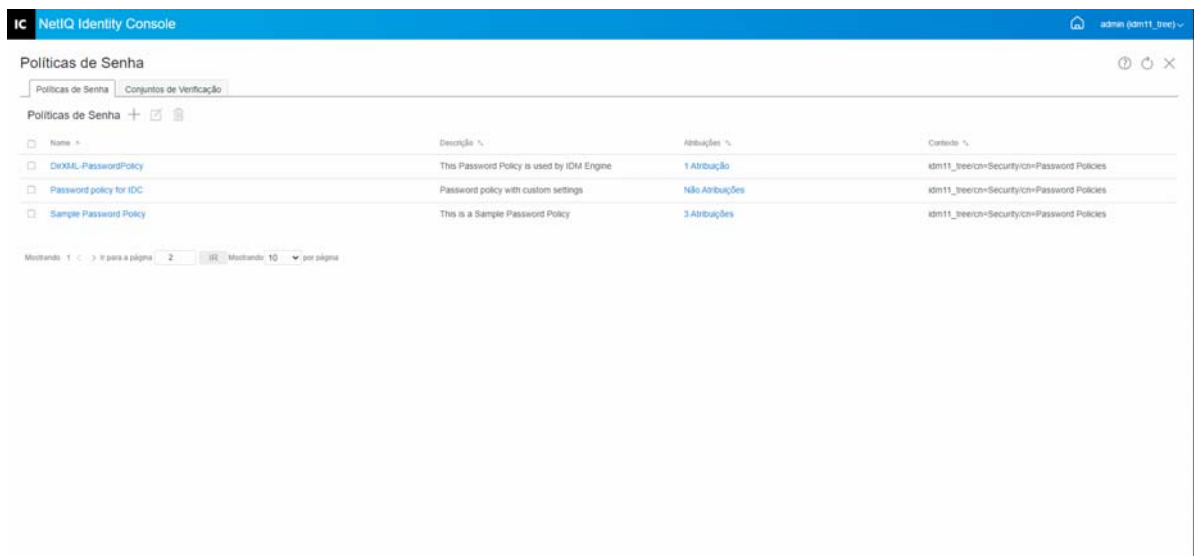 IC NetIQ Identity Console admin (idm11_tree)
Políticas de Senha
Políticas de Senha Conjuntos de Verificação
Políticas de Senha
Name Descrição Atribuições Contexto
DirXML-PasswordPolicy This Password Policy is used by IDM Engine 1 Atribuição idm11_tree/cn=Security/cn=Password Policies
Password policy for IDC Password policy with custom settings Não Atribuições idm11_tree/cn=Security/cn=Password Policies
Sample Password Policy This is a Sample Password Policy 3 Atribuições idm11_tree/cn=Security/cn=Password Policies
Mostrando 1 < > Ir para a página 2 IR Mostrando 10 por página